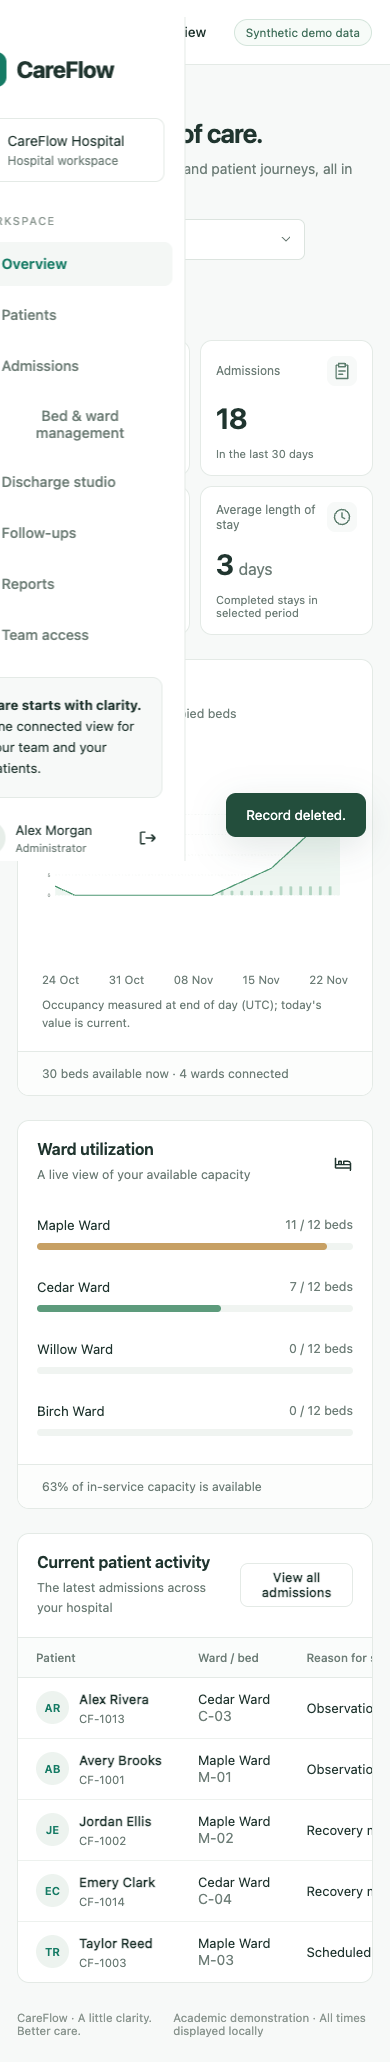 iew
Synthetic demo data
CareFlow
CareFlow Hospital
Hospital workspace
RKSPACE
Overview
Patients
Admissions
Bed & ward
management
Discharge studio
Follow-ups
Reports
Team access
are starts with clarity.
ne connected view for
our team and your
atients.
Alex Morgan
Administrator
of care.
and patient journeys, all in
Admissions
18
In the last 30 days
Average length of
stay
3 days
Completed stays in
selected period
pied beds
Record deleted.
24 Oct 31 Oct 08 Nov 15 Nov 22 Nov
Occupancy measured at end of day (UTC); today's
value is current.
30 beds available now · 4 wards connected
Ward utilization
A live view of your available capacity
Maple Ward 11 / 12 beds
Cedar Ward 7 / 12 beds
Willow Ward 0 / 12 beds
Birch Ward 0 / 12 beds
63% of in-service capacity is available
Current patient activity
The latest admissions across
your hospital
View all
admissions
Patient Ward / bed Reason for s
AR Alex Rivera Cedar Ward Observatio
CF-1013 C-03
AB Avery Brooks Maple Ward Observatio
CF-1001 M-01
JE Jordan Ellis Maple Ward Recovery m
CF-1002 M-02
EC Emery Clark Cedar Ward Recovery m
CF-1014 C-04
TR Taylor Reed Maple Ward Scheduled
CF-1003 M-03
CareFlow · A little clarity.
Better care.
Academic demonstration · All times
displayed locally